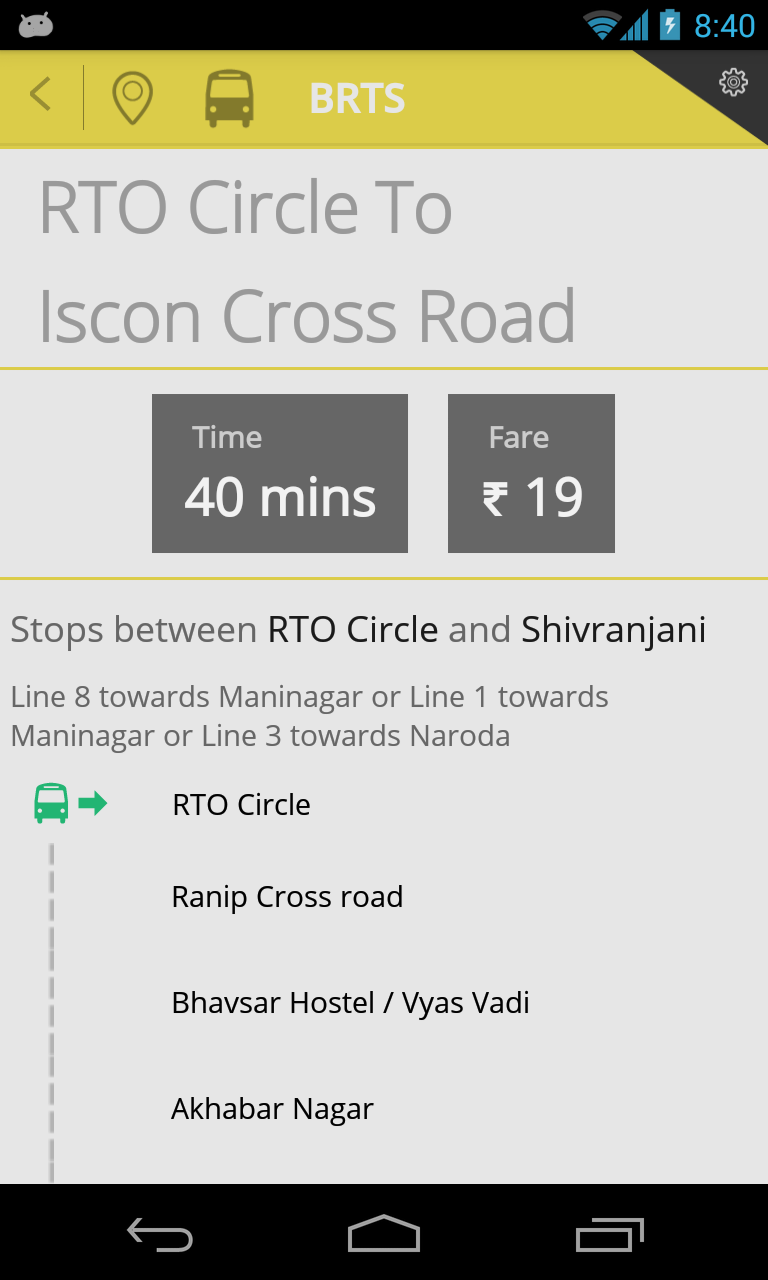 8:40
BRTS
RTO Circle To
Iscon Cross Road
Time
40 mins
Fare
₹ 19
Stops between RTO Circle and Shivranjani
Line 8 towards Maninagar or Line 1 towards
Maninagar or Line 3 towards Naroda
RTO Circle
Ranip Cross road
Bhavsar Hostel / Vyas Vadi
Akhabar Nagar